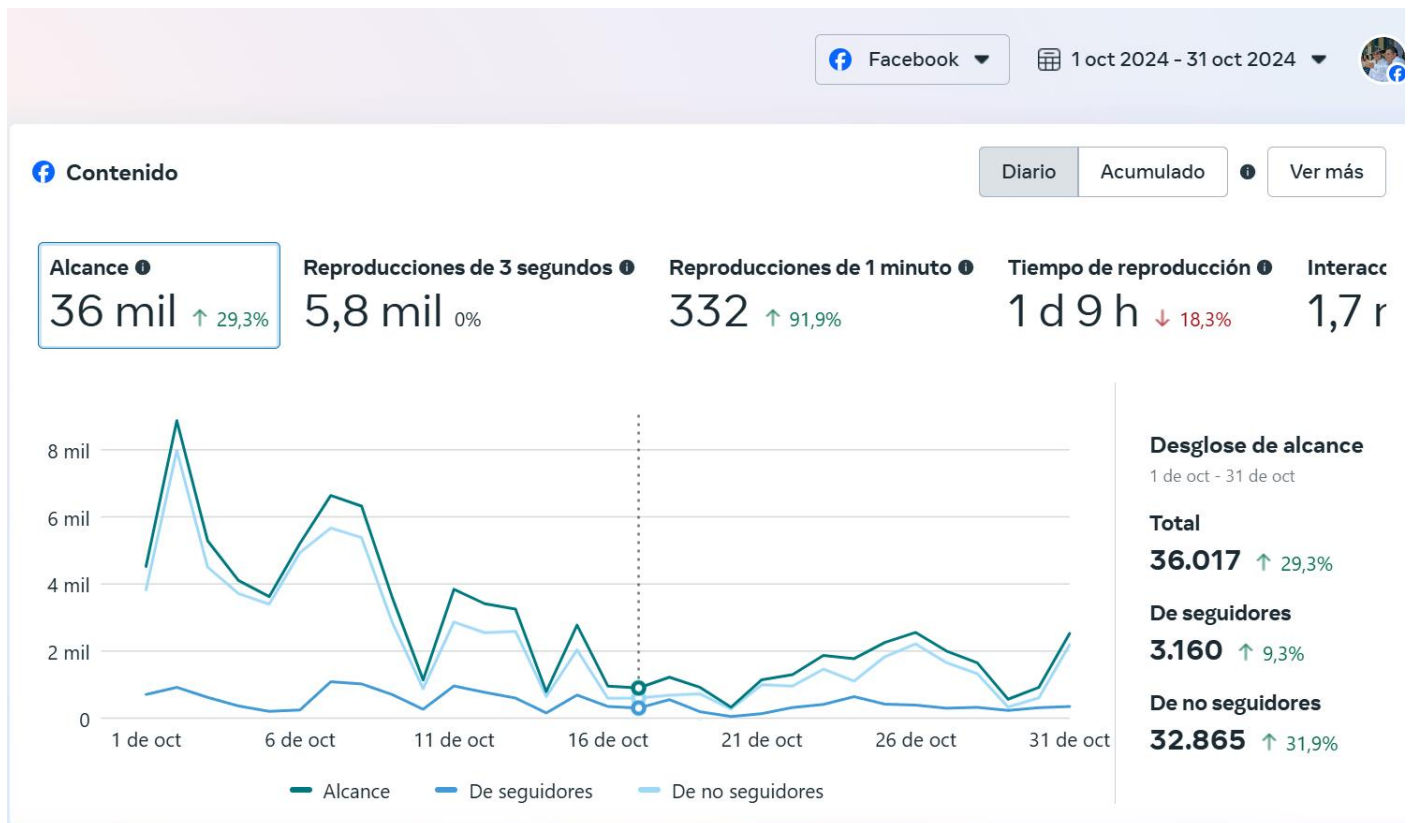 Facebook
1 oct 2024 - 31 oct 2024
Contenido
Diario
Acumulado
Ver más
Alcance
36 mil 29,3%
Reproducciones de 3 segundos
5,8 mil 0%
Reproducciones de 1 minuto
332 91,9%
Tiempo de reproducción
1 d 9 h 18,3%
1,7
8 mil
6 mil
4 mil
2 mil
0
1 de oct
6 de oct
11 de oct
16 de oct
21 de oct
26 de oct
31 de oct
Alcance
De seguidores
De no seguidores
Desglose de alcance
1 de oct - 31 de oct
Total
36.017 29,3%
De seguidores
3.160 9,3%
De no seguidores
32.865 31,9%